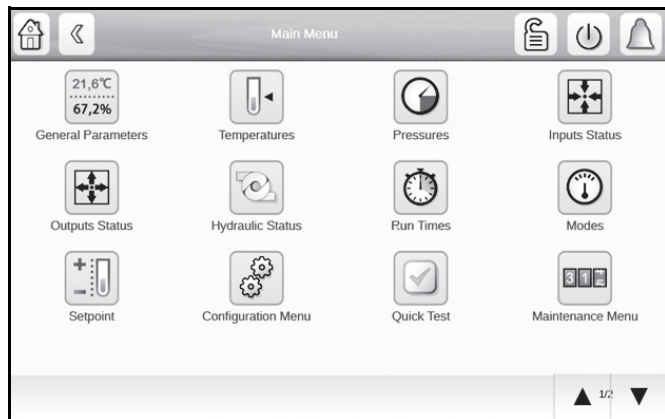 Main Menu
21,6°C
67,2%
General Parameters
Temperatures
Pressures
Inputs Status
Outputs Status
Hydraulic Status
Run Times
Modes
Setpoint
Configuration Menu
Quick Test
Maintenance Menu
1/2